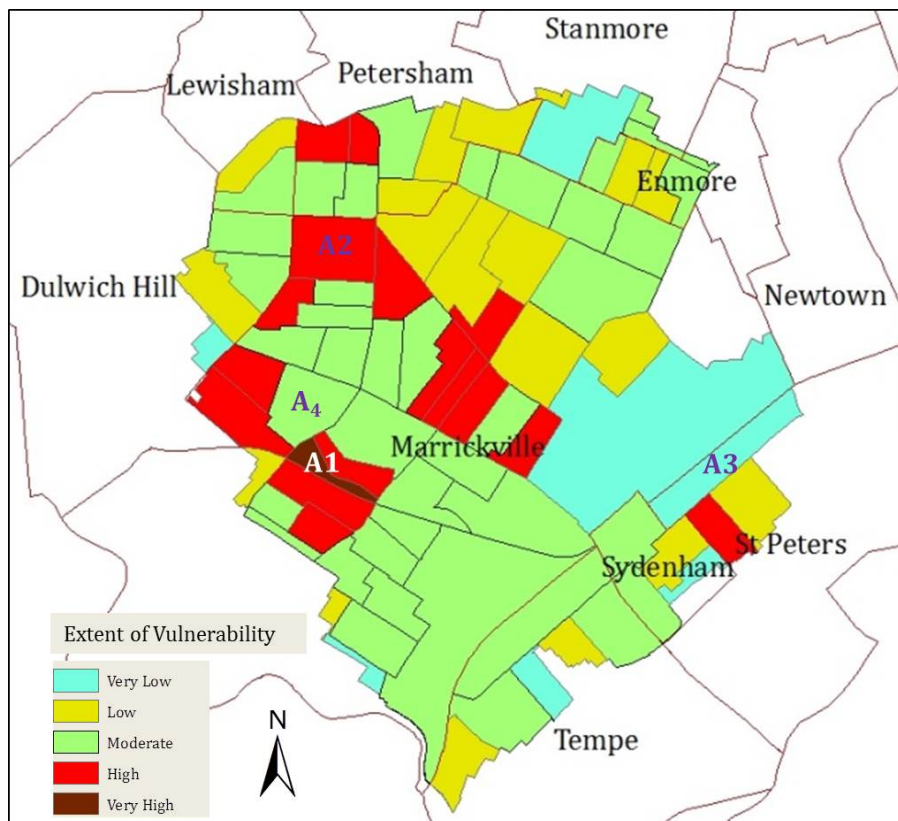 Stanmore
Petersham
Lewisham
Enmore
A2
Dulwich Hill
Newtown
A4
Marrickville
A1
A3
St Peters
Sydenham
Extent of Vulnerability
Very Low
Low
Moderate
High
Very High
N
Tempe